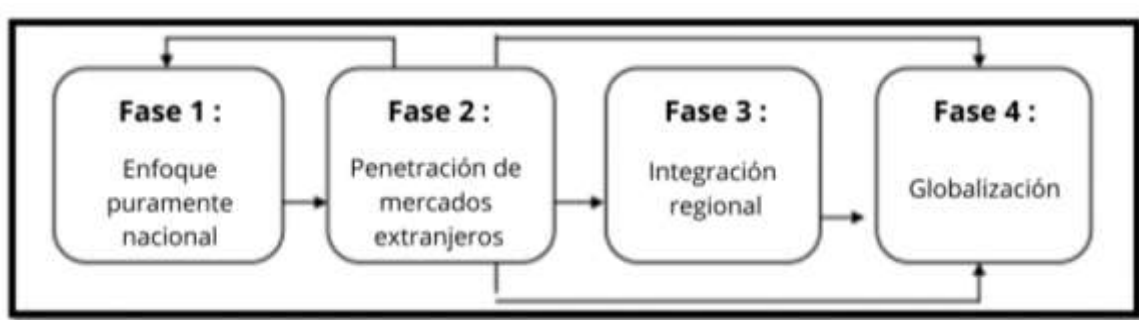 Fase 1 :
Enfoque
puramente
nacional
Fase 2 :
Penetración de
mercados
extranjeros
Fase 3 :
Integración
regional
Fase 4 :
Globalización